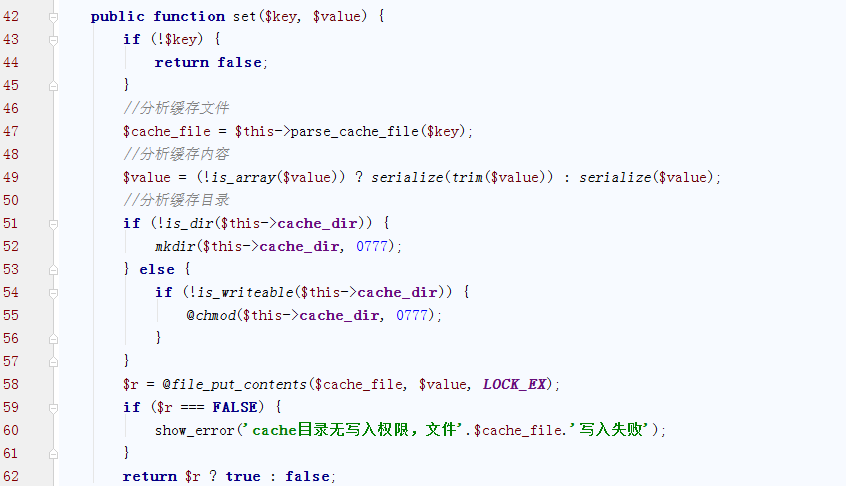 42 public function set($key, $value) {
43 if (!$key) {
44 return false;
45 }
46 //分析缓存文件
47 $cache_file = $this->parse_cache_file($key);
48 //分析缓存内容
49 $value = (!is_array($value)) ? serialize(trim($value)) : serialize($value);
50 //分析缓存目录
51 if (!is_dir($this->cache_dir)) {
52 mkdir($this->cache_dir, 0777);
53 } else {
54 if (!is_writeable($this->cache_dir)) {
55 @chmod($this->cache_dir, 0777);
56 }
57 }
58 $r = @file_put_contents($cache_file, $value, LOCK_EX);
59 if ($r === FALSE) {
60 show_error('cache目录无写入权限，文件'.$cache_file.'写入失败');
61 }
62 return $r ? true : false;